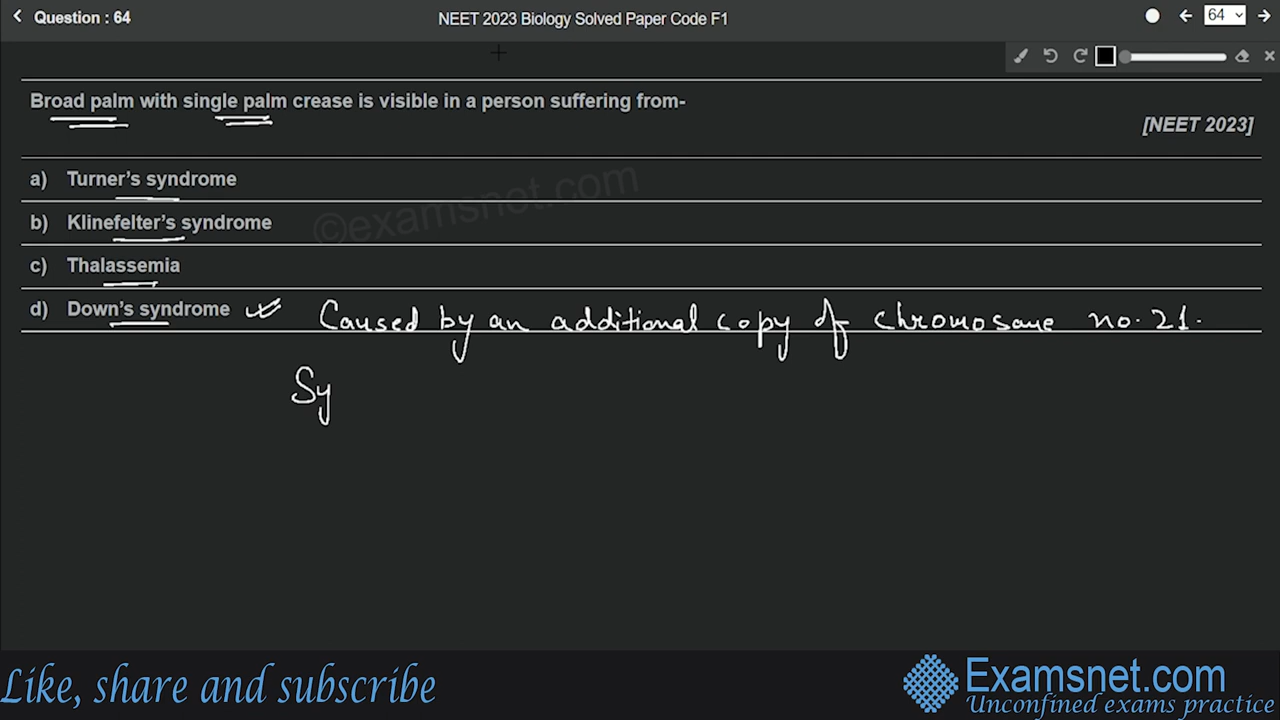 Question : 64
NEET 2023 Biology Solved Paper Code F1
64
Broad palm with single palm crease is visible in a person suffering from-
[NEET 2023]
a) Turner's syndrome
b) Klinefelter's syndrome
c) Thalassemia
d) Down's syndrome Caused by an additional copy of chromosome no. 21.
Sy
©examsnet.com
Like, share and subscribe
Examsnet.com
Unconfined exams practice